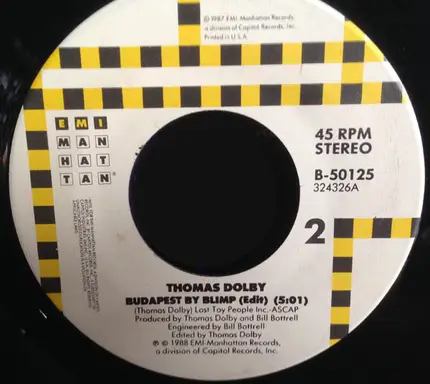 © 1987 EMI-Manhattan Records,
a division of Capitol Records, Inc.
Printed in U.S.A.
EMI
MAN
HAT
TAN
45 RPM
STEREO
B-50125
324326A
2
THOMAS DOLBY
BUDAPEST BY BLIMP (Edit) (5:01)
(Thomas Dolby) Lost Toy People Inc.-ASCAP
Produced by Thomas Dolby and Bill Bottrell
Engineered by Bill Bottrell
Edited by Thomas Dolby
℗ © 1988 EMI-Manhattan Records,
a division of Capitol Records, Inc.